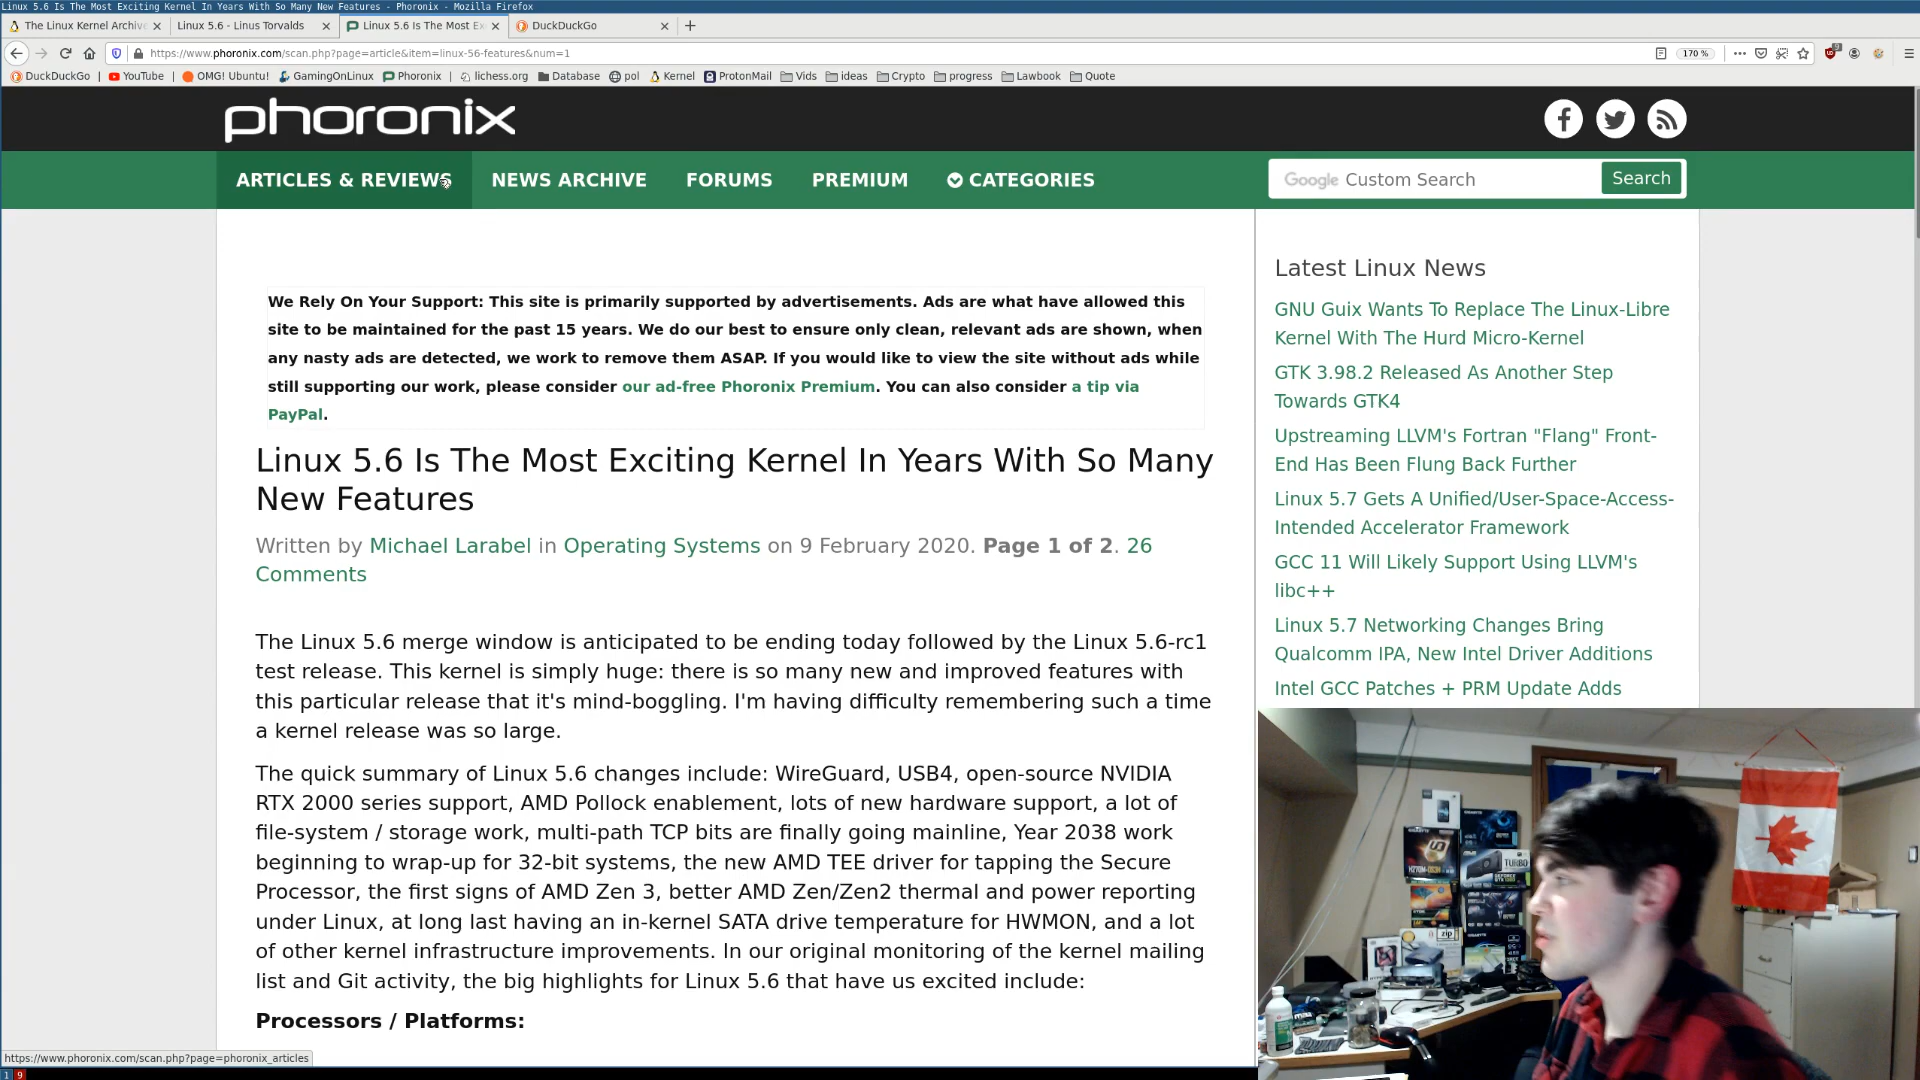 Linux 5.6 Is The Most Exciting Kernel In Years With So Many New Features - Phoronix - Mozilla Firefox
The Linux Kernel Archive
Linux 5.6 - Linus Torvalds
Linux 5.6 Is The Most Ex
DuckDuckGo
https://www.phoronix.com/scan.php?page=article&item=linux-56-features&num=1
170 %
DuckDuckGo
YouTube
OMG! Ubuntu!
GamingOnLinux
Phoronix
lichess.org
Database
pol
Kernel
ProtonMail
Vids
ideas
Crypto
progress
Lawbook
Quote
phoronix
ARTICLES & REVIEWS
NEWS ARCHIVE
FORUMS
PREMIUM
CATEGORIES
Google Custom Search
Search
We Rely On Your Support: This site is primarily supported by advertisements. Ads are what have allowed this
site to be maintained for the past 15 years. We do our best to ensure only clean, relevant ads are shown, when
any nasty ads are detected, we work to remove them ASAP. If you would like to view the site without ads while
still supporting our work, please consider our ad-free Phoronix Premium. You can also consider a tip via
PayPal.
Linux 5.6 Is The Most Exciting Kernel In Years With So Many
New Features
Written by Michael Larabel in Operating Systems on 9 February 2020. Page 1 of 2. 26
Comments
The Linux 5.6 merge window is anticipated to be ending today followed by the Linux 5.6-rc1
test release. This kernel is simply huge: there is so many new and improved features with
this particular release that it's mind-boggling. I'm having difficulty remembering such a time
a kernel release was so large.
The quick summary of Linux 5.6 changes include: WireGuard, USB4, open-source NVIDIA
RTX 2000 series support, AMD Pollock enablement, lots of new hardware support, a lot of
file-system / storage work, multi-path TCP bits are finally going mainline, Year 2038 work
beginning to wrap-up for 32-bit systems, the new AMD TEE driver for tapping the Secure
Processor, the first signs of AMD Zen 3, better AMD Zen/Zen2 thermal and power reporting
under Linux, at long last having an in-kernel SATA drive temperature for HWMON, and a lot
of other kernel infrastructure improvements. In our original monitoring of the kernel mailing
list and Git activity, the big highlights for Linux 5.6 that have us excited include:
Processors / Platforms:
Latest Linux News
GNU Guix Wants To Replace The Linux-Libre
Kernel With The Hurd Micro-Kernel
GTK 3.98.2 Released As Another Step
Towards GTK4
Upstreaming LLVM's Fortran "Flang" Front-
End Has Been Flung Back Further
Linux 5.7 Gets A Unified/User-Space-Access-
Intended Accelerator Framework
GCC 11 Will Likely Support Using LLVM's
libc++
Linux 5.7 Networking Changes Bring
Qualcomm IPA, New Intel Driver Additions
Intel GCC Patches + PRM Update Adds
TURBO
zip
https://www.phoronix.com/scan.php?page=phoronix_articles
1 9